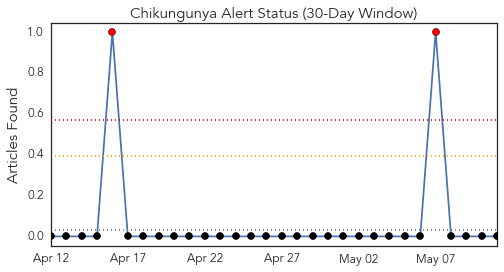 Chikungunya Alert Status (30-Day Window)
Articles Found
1.0
0.8
0.6
0.4
0.2
0.0
Apr 12 Apr 17 Apr 22 Apr 27 May 02 May 07